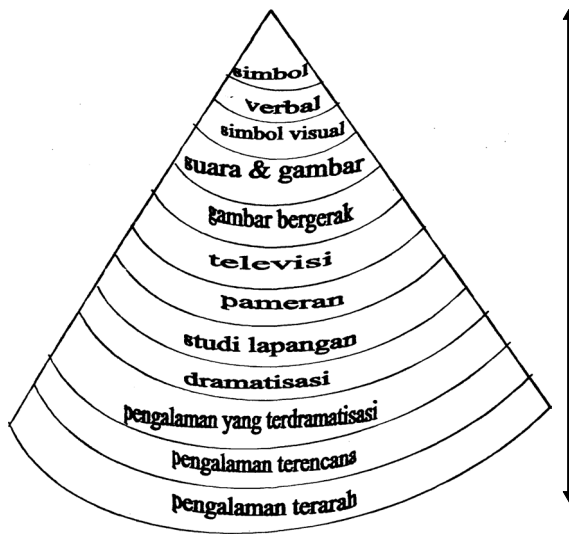 simbol
verbal
simbol visual
suara & gambar
gambar bergerak
televisi
pameran
studi lapangan
dramatisasi
pengalaman yang terdramatisasi
pengalaman terencana
pengalaman terarah